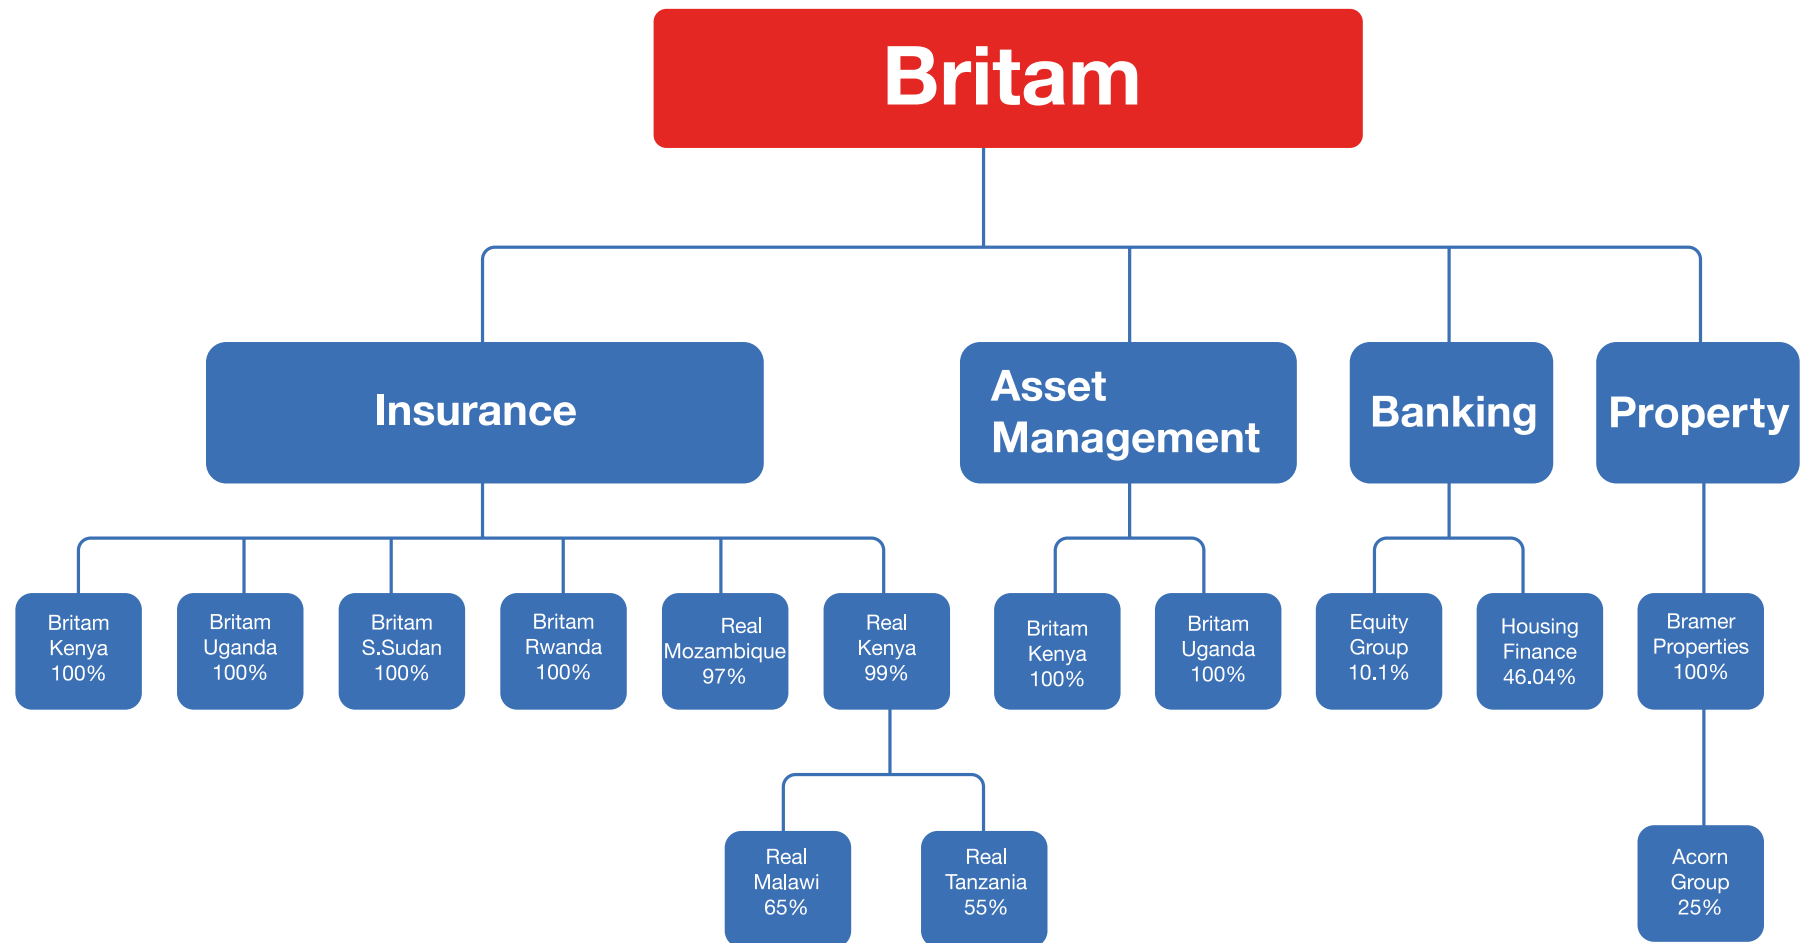 Britam
Insurance
Asset
Management
Banking
Property
Britam
Kenya
100%
Britam
Uganda
100%
Britam
S.Sudan
100%
Britam
Rwanda
100%
Real
Mozambique
97%
Real
Kenya
99%
Britam
Kenya
100%
Britam
Uganda
100%
Equity
Group
10.1%
Housing
Finance
46.04%
Bramer
Properties
100%
Real
Malawi
65%
Real
Tanzania
55%
Acorn
Group
25%